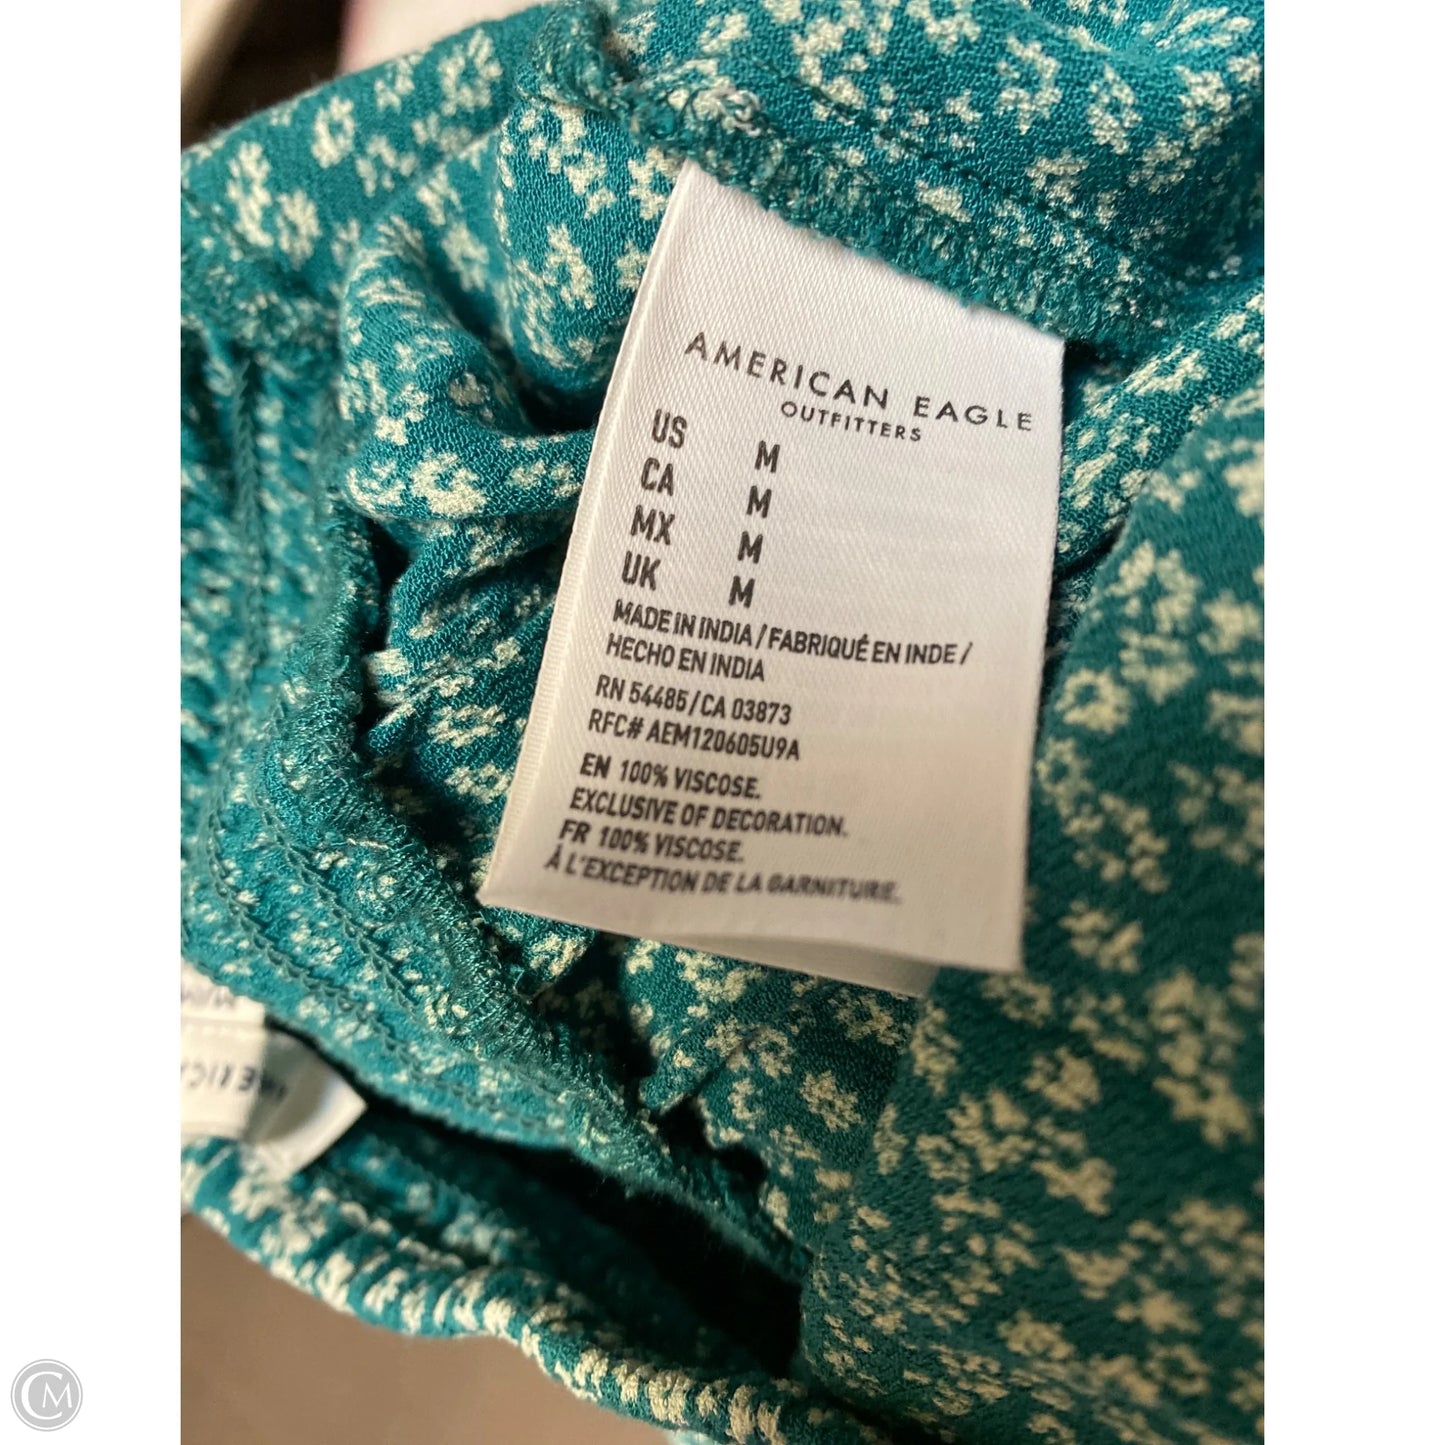 AMERICAN EAGLE
OUTFITTERS
US M
CA M
MX M
UK M
MADE IN INDIA / FABRIQUÉ EN INDE /
HECHO EN INDIA
RN 54485 / CA 03873
RFC# AEM120605U9A
EN 100% VISCOSE.
EXCLUSIVE OF DECORATION.
FR 100% VISCOSE.
À L'EXCEPTION DE LA GARNITURE.
CM